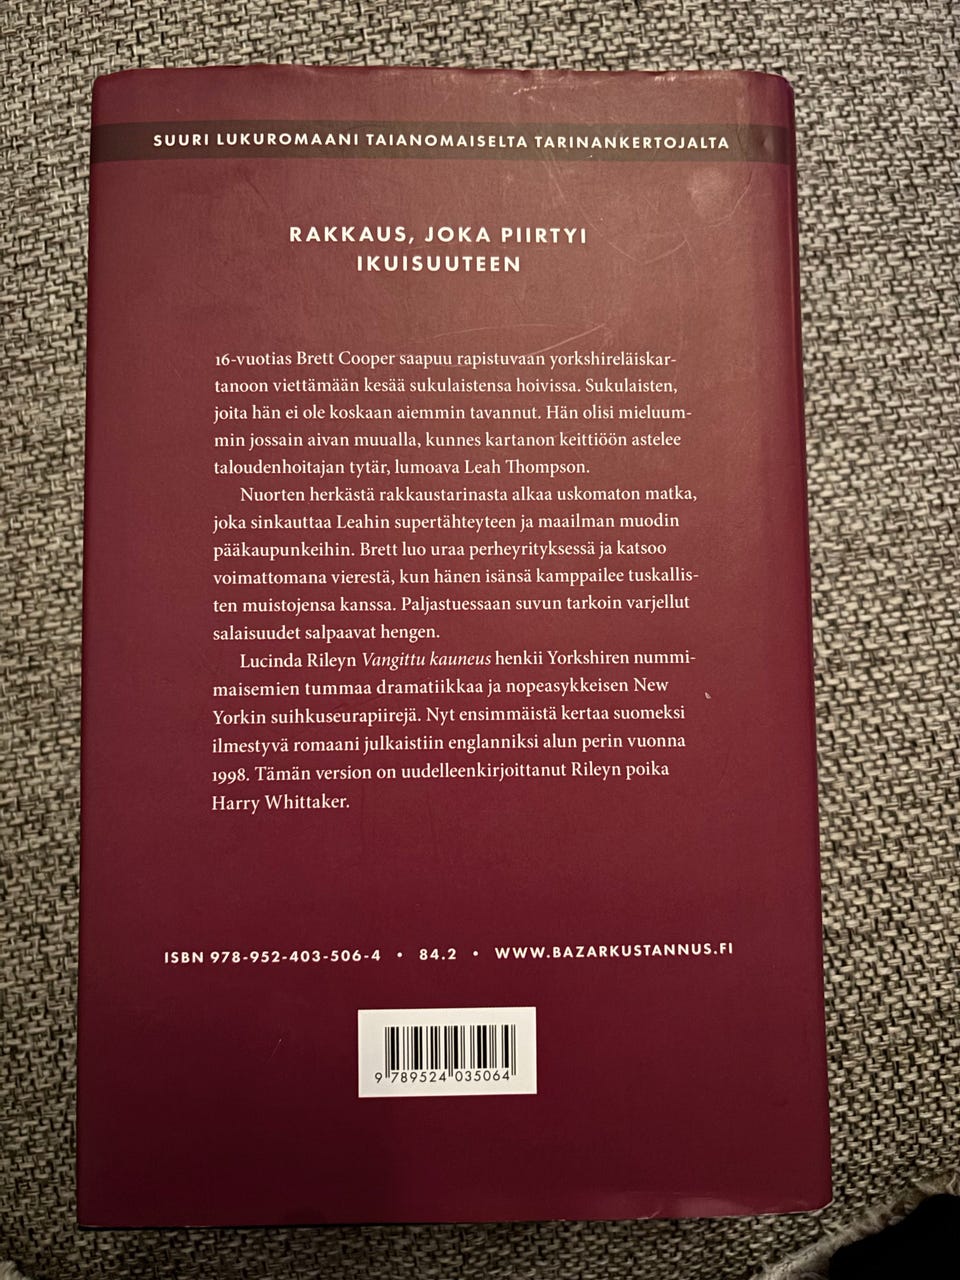 SUURI LUKUROMAANI TAIANOMAISELTA TARINANKERTOJALTA
RAKKAUS, JOKA PIIRTYI
IKUISUUTEEN
16-vuotias Brett Cooper saapuu rapistuvaan yorkshireläiskar-
tanoon viettämään kesää sukulaistensa hoivissa. Sukulaisten,
joita hän ei ole koskaan aiemmin tavannut. Hän olisi mieluum-
min jossain aivan muualla, kunnes kartanon keittiöön astelee
taloudenhoitajan tytär, lumoava Leah Thompson.
Nuorten herkästä rakkaustarinasta alkaa uskomaton matka,
joka sinkauttaa Leahin supertähteyteen ja maailman muodin
pääkaupunkeihin. Brett luo uraa perheyrityksessä ja katsoo
voimattomana vierestä, kun hänen isänsä kamppailee tuskallis-
ten muistojensa kanssa. Paljastuessaan suvun tarkoin varjellut
salaisuudet salpaavat hengen.
Lucinda Rileyn Vangittu kauneus henkii Yorkshiren nummi-
maisemien tummaa dramatiikkaa ja nopeasykkeisen New
Yorkin suihkuseurapiirejä. Nyt ensimmäistä kertaa suomeksi
ilmestyvä romaani julkaistiin englanniksi alun perin vuonna
1998. Tämän version on uudelleenkirjoittanut Rileyn poika
Harry Whittaker.
ISBN 978-952-403-506-4 • 84.2 • WWW.BAZARKUSTANNUS.FI
9 789524 035064